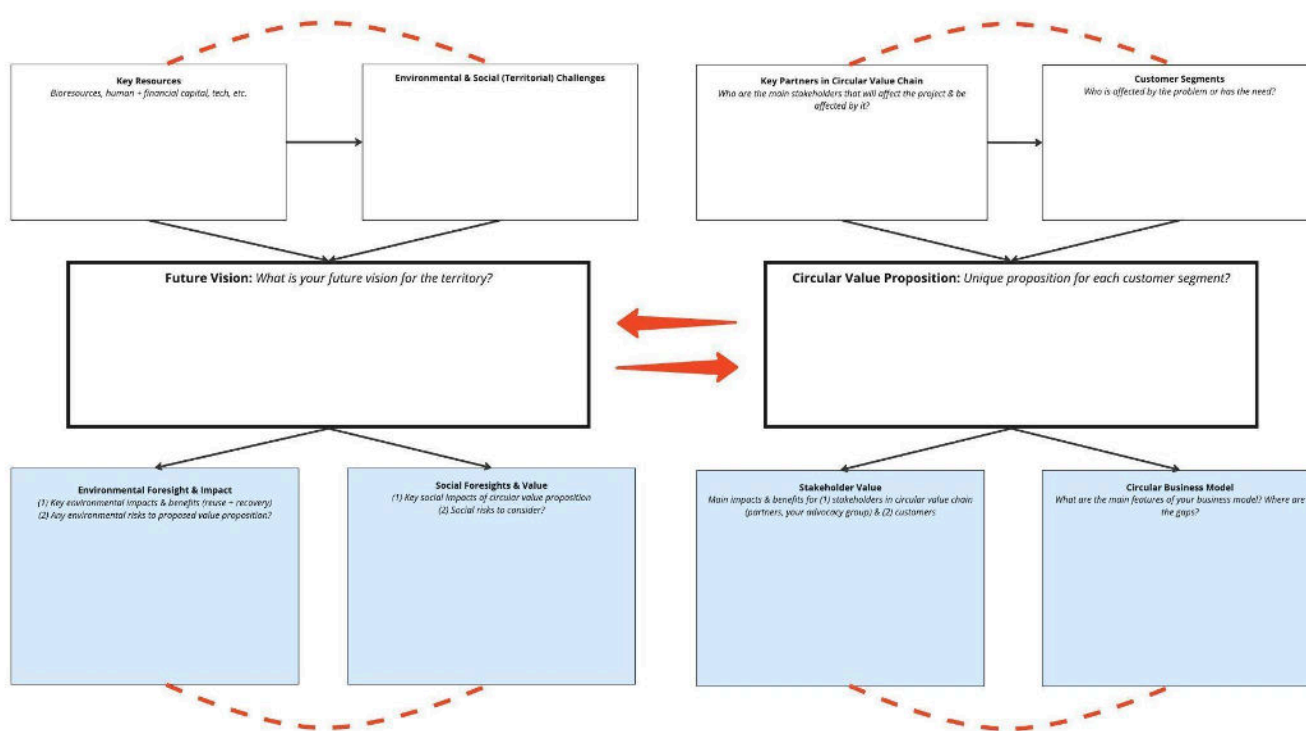 Key Resources
Bioresources, human + financial capital, tech, etc.
Environmental & Social (Territorial) Challenges
Key Partners in Circular Value Chain
Who are the main stakeholders that will affect the project & be
affected by it?
Customer Segments
Who is affected by the problem or has the need?
Future Vision: What is your future vision for the territory?
Circular Value Proposition: Unique proposition for each customer segment?
Environmental Foresight & Impact
(1) Key environmental impacts & benefits (reuse + recovery)
(2) Any environmental risks to proposed value proposition?
Social Foresights & Value
(1) Key social impacts of circular value proposition
(2) Social risks to consider?
Stakeholder Value
Main impacts & benefits for (1) stakeholders in circular value chain
(partners, your advocacy group) & (2) customers
Circular Business Model
What are the main features of your business model? Where are
the gaps?